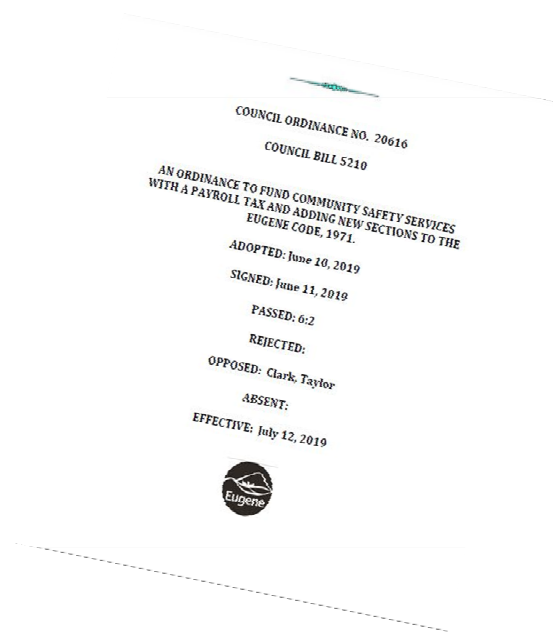 COUNCIL ORDINANCE NO. 20616
COUNCIL BILL 5210
AN ORDINANCE TO FUND COMMUNITY SAFETY SERVICES
WITH A PAYROLL TAX AND ADDING NEW SECTIONS TO THE
EUGENE CODE, 1971.
ADOPTED: June 10, 2019
SIGNED: June 11, 2019
PASSED: 6:2
REJECTED:
OPPOSED: Clark, Taylor
ABSENT:
EFFECTIVE: July 12, 2019
Eugene